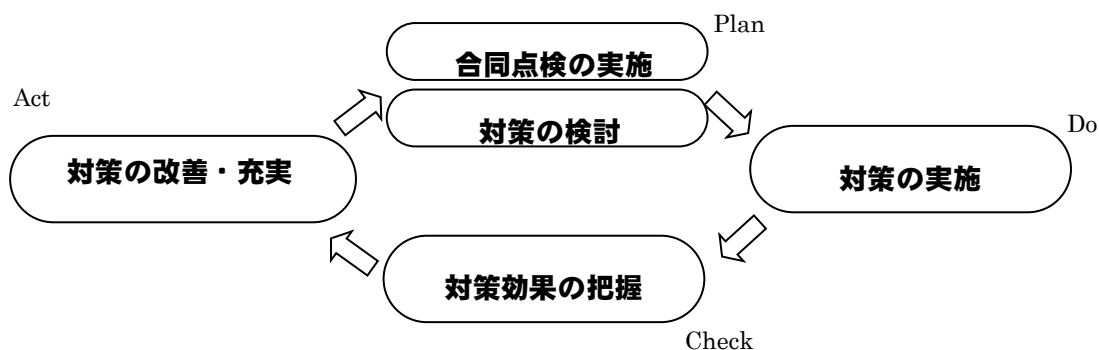 Plan
合同点検の実施
対策の検討
Act
対策の改善・充実
Do
対策の実施
対策効果の把握
Check